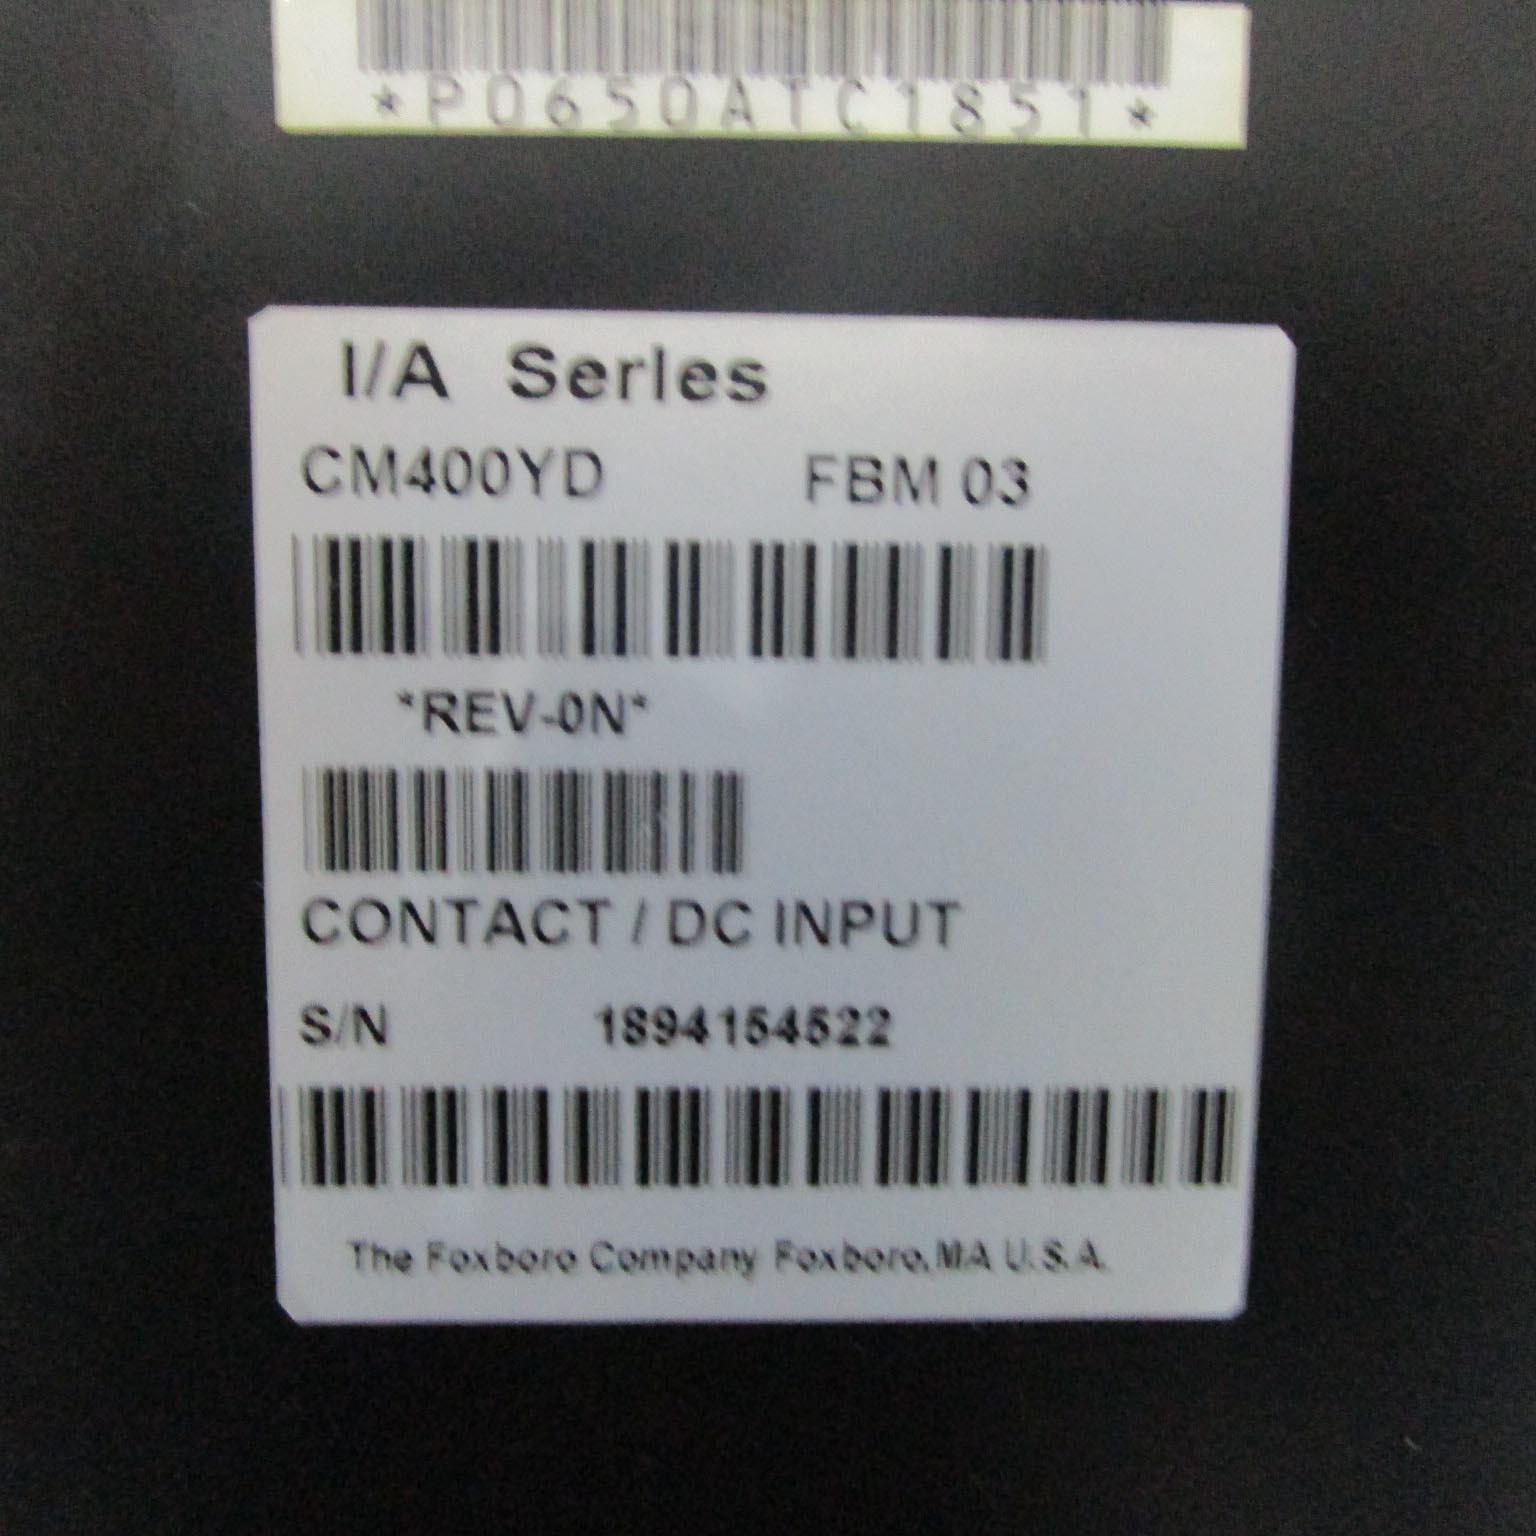 *P0650ATC1851*
I/A Series
CM400YD FBM 03
*REV-0N*
CONTACT / DC INPUT
S/N 1894154522
The Foxboro Company Foxboro, MA U.S.A.